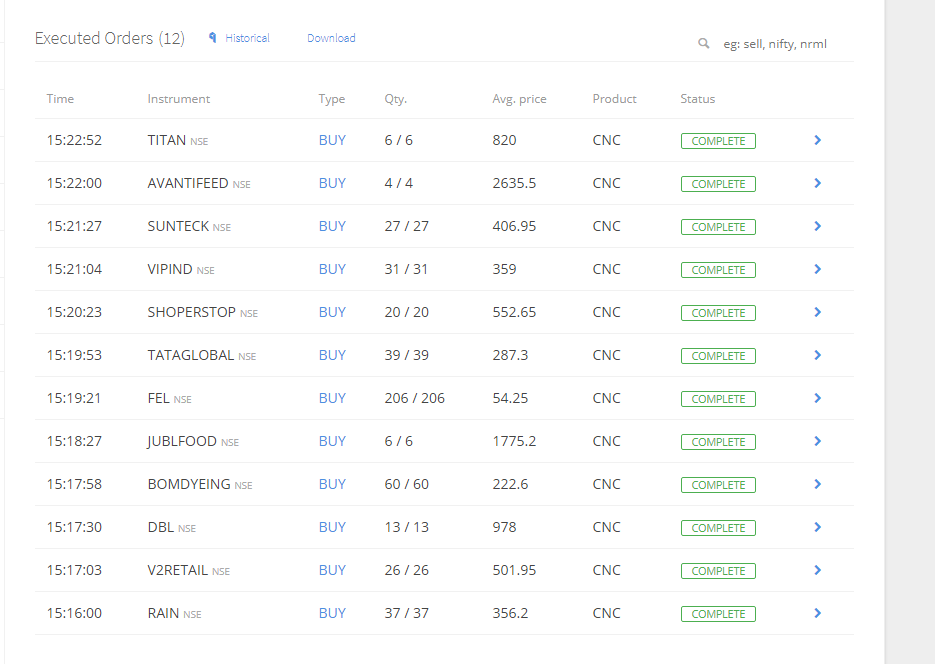 Executed Orders (12) Historical Download eg: sell, nifty, nrml
Time Instrument Type Qty. Avg. price Product Status
15:22:52 TITAN NSE BUY 6 / 6 820 CNC COMPLETE
15:22:00 AVANTIFEED NSE BUY 4 / 4 2635.5 CNC COMPLETE
15:21:27 SUNTECK NSE BUY 27 / 27 406.95 CNC COMPLETE
15:21:04 VIPIND NSE BUY 31 / 31 359 CNC COMPLETE
15:20:23 SHOPERSTOP NSE BUY 20 / 20 552.65 CNC COMPLETE
15:19:53 TATAGLOBAL NSE BUY 39 / 39 287.3 CNC COMPLETE
15:19:21 FEL NSE BUY 206 / 206 54.25 CNC COMPLETE
15:18:27 JUBLFOOD NSE BUY 6 / 6 1775.2 CNC COMPLETE
15:17:58 BOMDYEING NSE BUY 60 / 60 222.6 CNC COMPLETE
15:17:30 DBL NSE BUY 13 / 13 978 CNC COMPLETE
15:17:03 V2RETAIL NSE BUY 26 / 26 501.95 CNC COMPLETE
15:16:00 RAIN NSE BUY 37 / 37 356.2 CNC COMPLETE